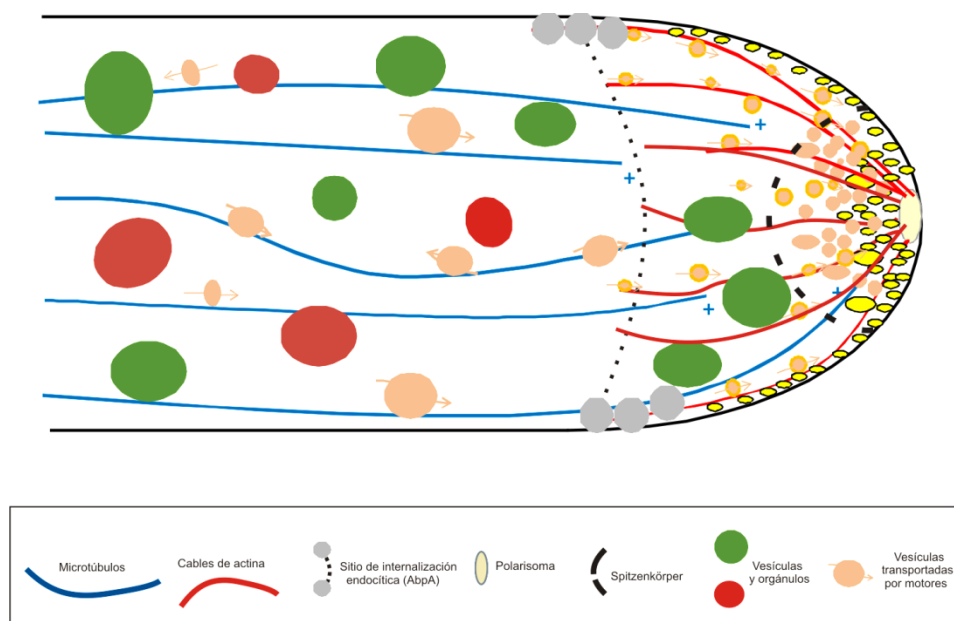 +
+
+
+
Microtúbulos
Cables de actina
Sitio de internalización
endocítica (AbpA)
Polarisoma
Spitzenkörper
Vesículas
y orgánulos
Vesículas
transportadas
por motores